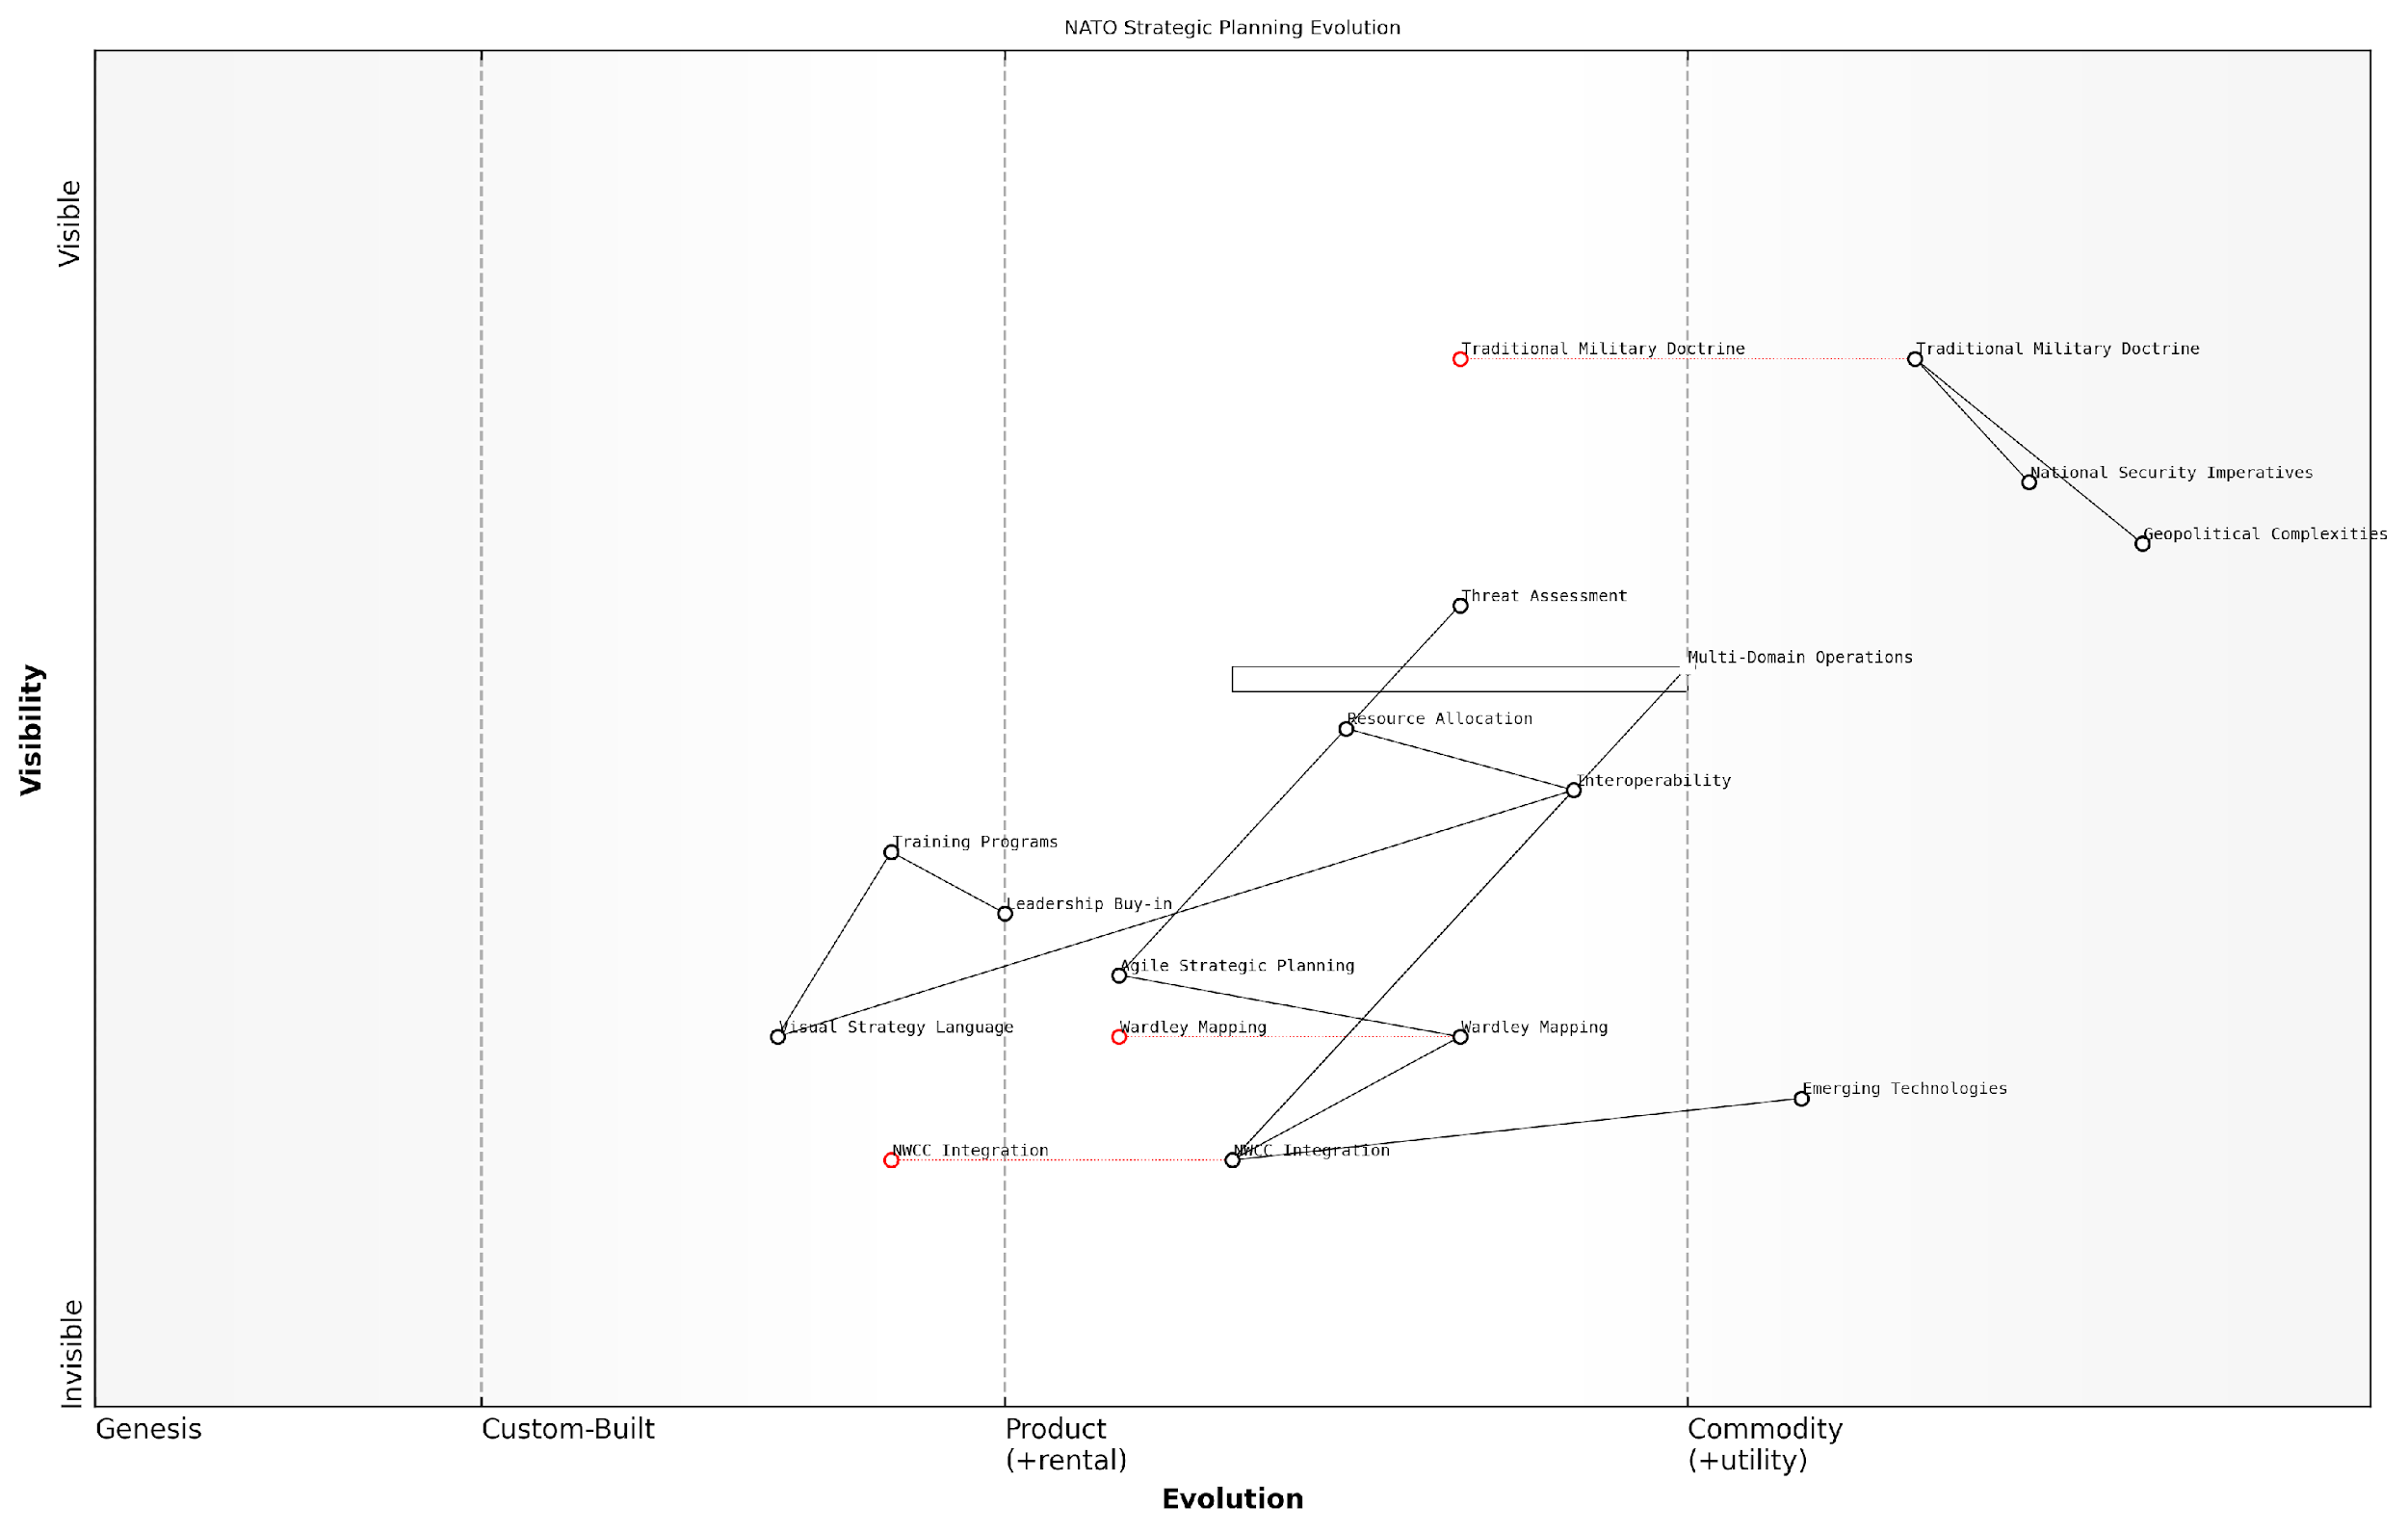 NATO Strategic Planning Evolution
Visible
Traditional Military Doctrine
Traditional Military Doctrine
National Security Imperatives
Geopolitical Complexities
Threat Assessment
Multi-Domain Operations
Resource Allocation
Interoperability
Visibility
Training Programs
Leadership Buy-in
Agile Strategic Planning
Visual Strategy Language
Wardley Mapping
Wardley Mapping
Emerging Technologies
NWCC Integration
NWCC Integration
Invisible
Genesis
Custom-Built
Product
(+rental)
Commodity
(+utility)
Evolution